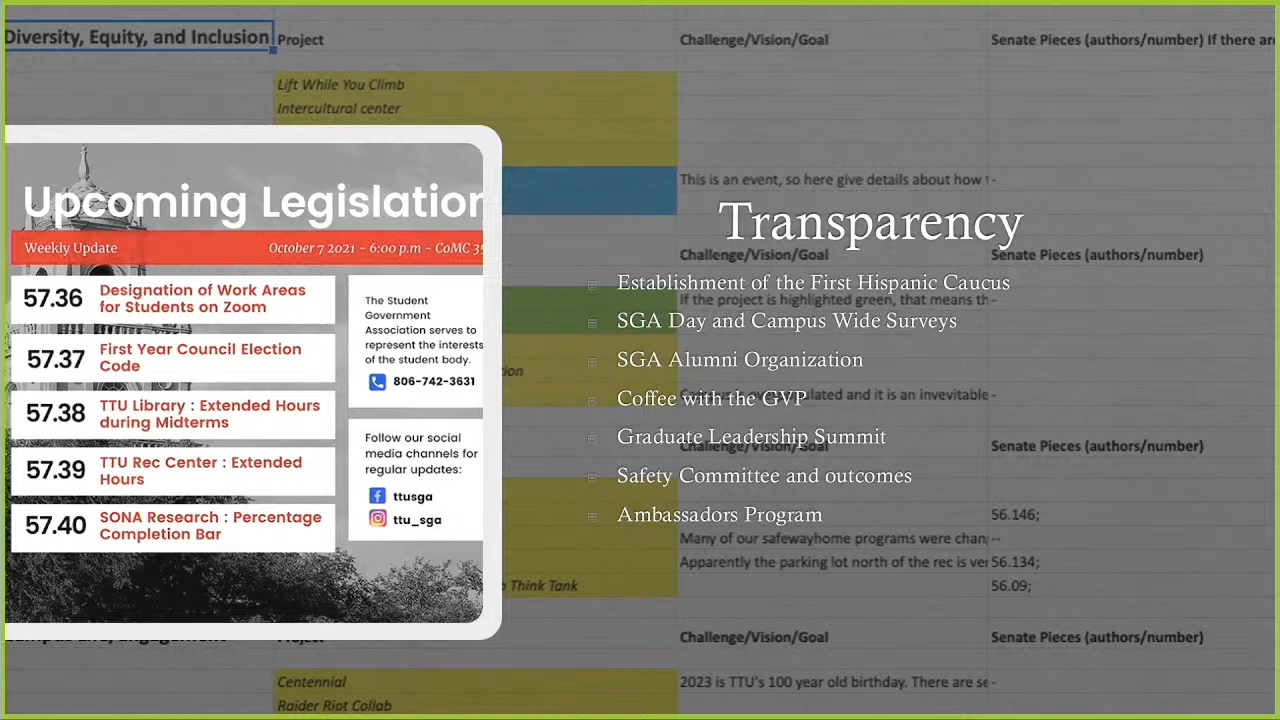 Diversity, Equity, and Inclusion
Project
Challenge/Vision/Goal
Senate Pieces (authors/number) If there are
Lift While You Climb
Intercultural center
This is an event, so here give details about how -
Upcoming Legislation
Weekly Update
October 7 2021 - 6:00 p.m - CoMC
57.36 Designation of Work Areas
for Students on Zoom
57.37 First Year Council Election
Code
57.38 TTU Library : Extended Hours
during Midterms
57.39 TTU Rec Center : Extended
Hours
57.40 SONA Research : Percentage
Completion Bar
The Student
Government
Association serves to
represent the interests
of the student body.
806-742-3631
Follow our social
media channels for
regular updates:
ttusga
ttu_sga
Transparency
Challenge/Vision/Goal
Senate Pieces (authors/number)
Establishment of the First Hispanic Caucus
If the project is highlighted green, that means th -
SGA Day and Campus Wide Surveys
SGA Alumni Organization
Coffee with the GVP
lated and it is an inevitable -
Graduate Leadership Summit
Challenge/Vision/Goal
Senate Pieces (authors/number)
Safety Committee and outcomes
Ambassadors Program
56.146;
Many of our safewayhome programs were chan --
Apparently the parking lot north of the rec is ver 56.134;
Think Tank
56.09;
Project
Challenge/Vision/Goal
Senate Pieces (authors/number)
Centennial
2023 is TTU's 100 year old birthday. There are se -
Raider Riot Collab